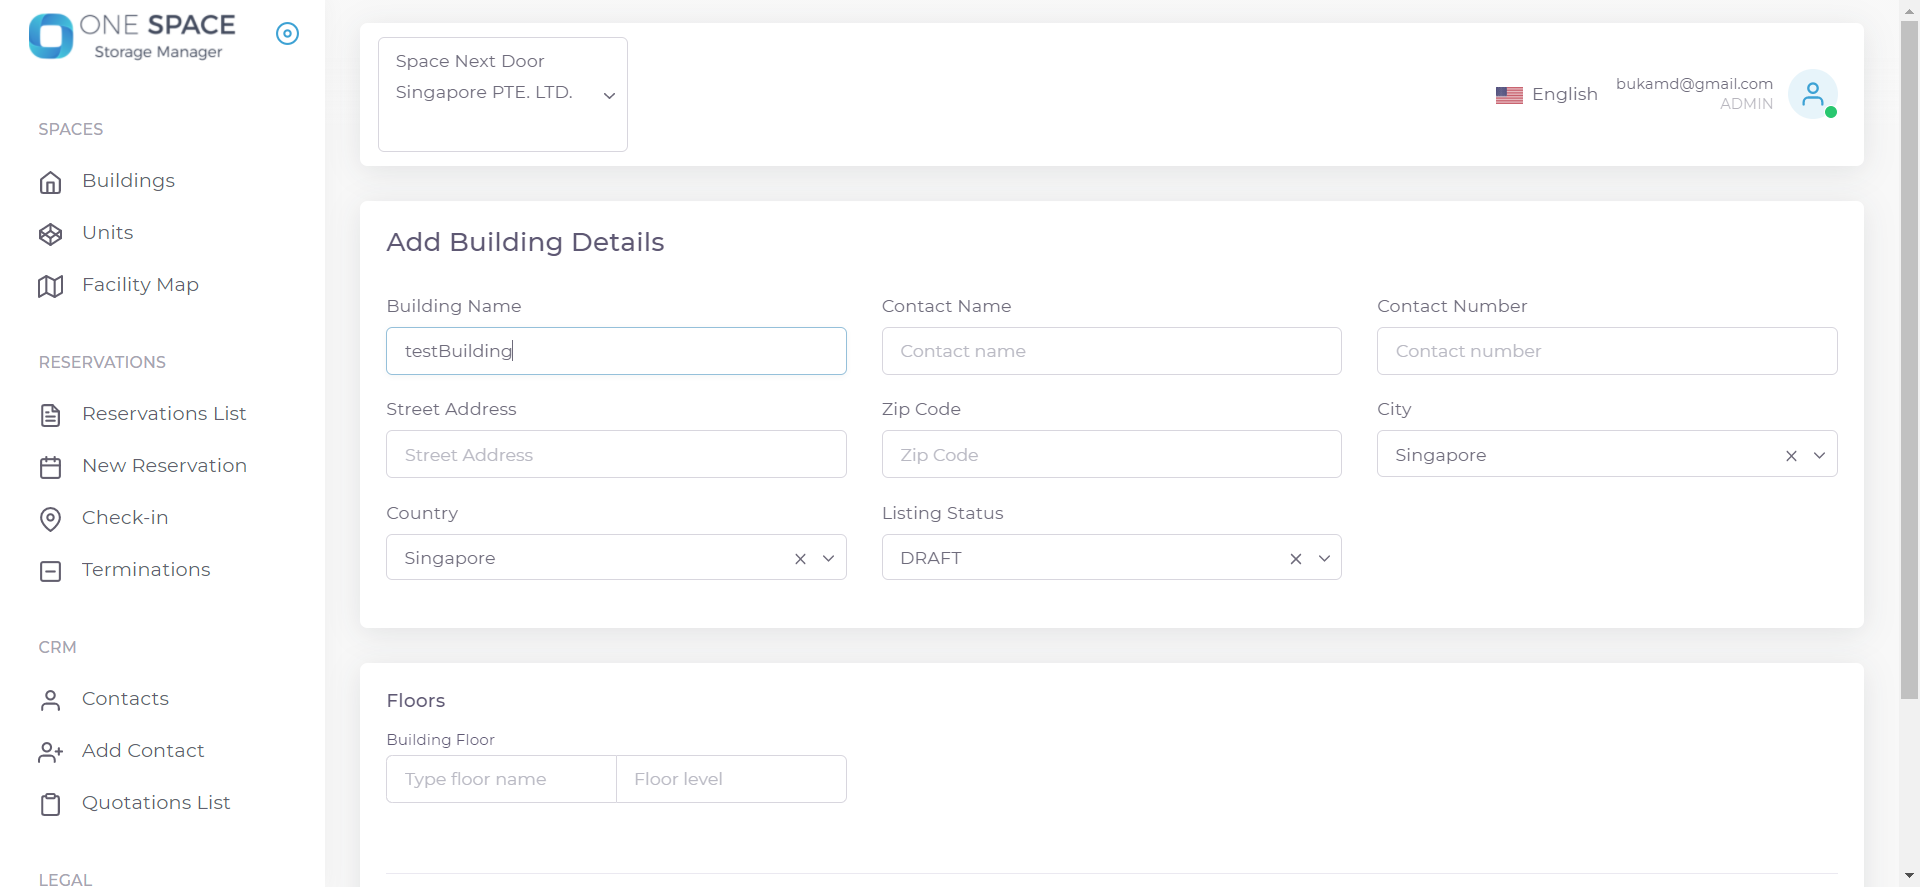 ONE SPACE
Storage Manager
SPACES
Buildings
Units
Facility Map
RESERVATIONS
Reservations List
New Reservation
Check-in
Terminations
CRM
Contacts
Add Contact
Quotations List
LEGAL
Space Next Door
Singapore PTE. LTD.
English
bukamd@gmail.com
ADMIN
Add Building Details
Building Name
Contact Name
Contact Number
testBuilding
Contact name
Contact number
Street Address
Zip Code
City
Street Address
Zip Code
Singapore
Country
Listing Status
Singapore
DRAFT
Floors
Building Floor
Type floor name
Floor level